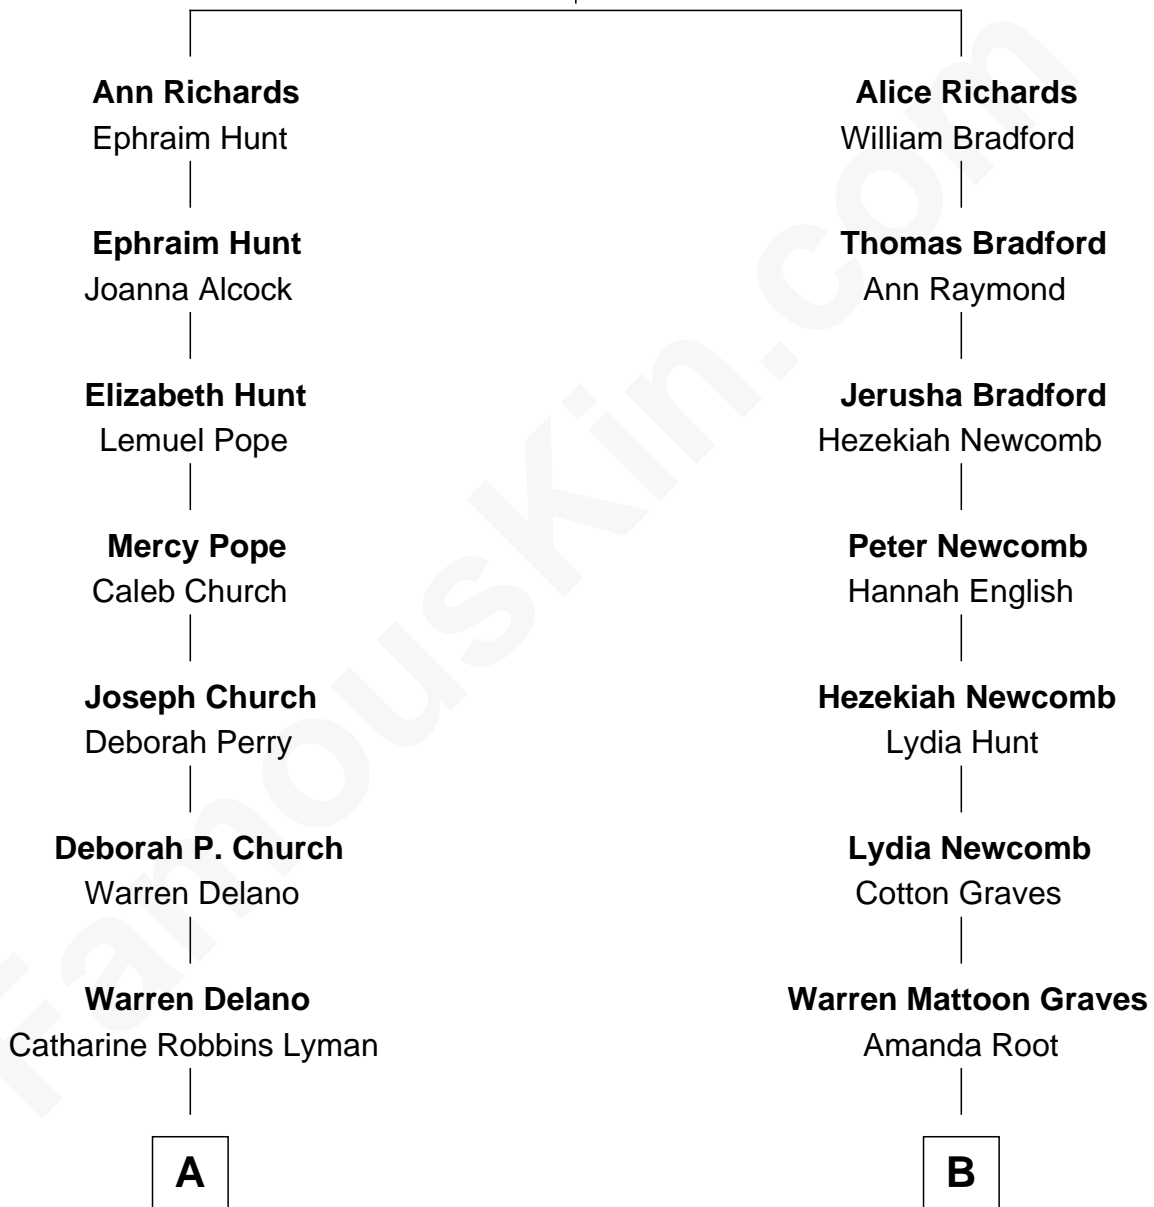 Ann Richards
Ephraim Hunt
Ephraim Hunt
Joanna Alcock
Elizabeth Hunt
Lemuel Pope
Mercy Pope
Caleb Church
Joseph Church
Deborah Perry
Deborah P. Church
Warren Delano
Warren Delano
Catharine Robbins Lyman
A
Alice Richards
William Bradford
Thomas Bradford
Ann Raymond
Jerusha Bradford
Hezekiah Newcomb
Peter Newcomb
Hannah English
Hezekiah Newcomb
Lydia Hunt
Lydia Newcomb
Cotton Graves
Warren Mattoon Graves
Amanda Root
B
FamousKin.com